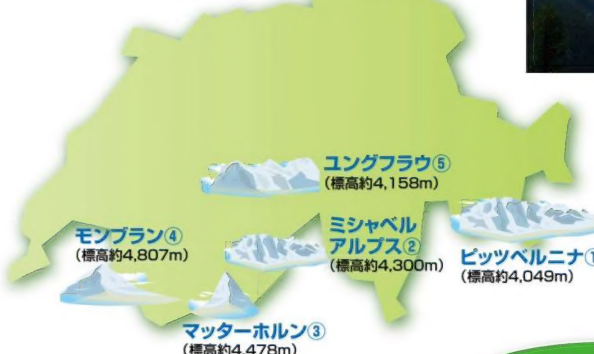 ユングフラウ⑤
(標高約4,158m)
ミシャベル
アルプス②
(標高約4,300m)
モンブラン④
(標高約4,807m)
ピッツベルニナ①
(標高約4,049m)
マッターホルン③
(標高約4,478m)